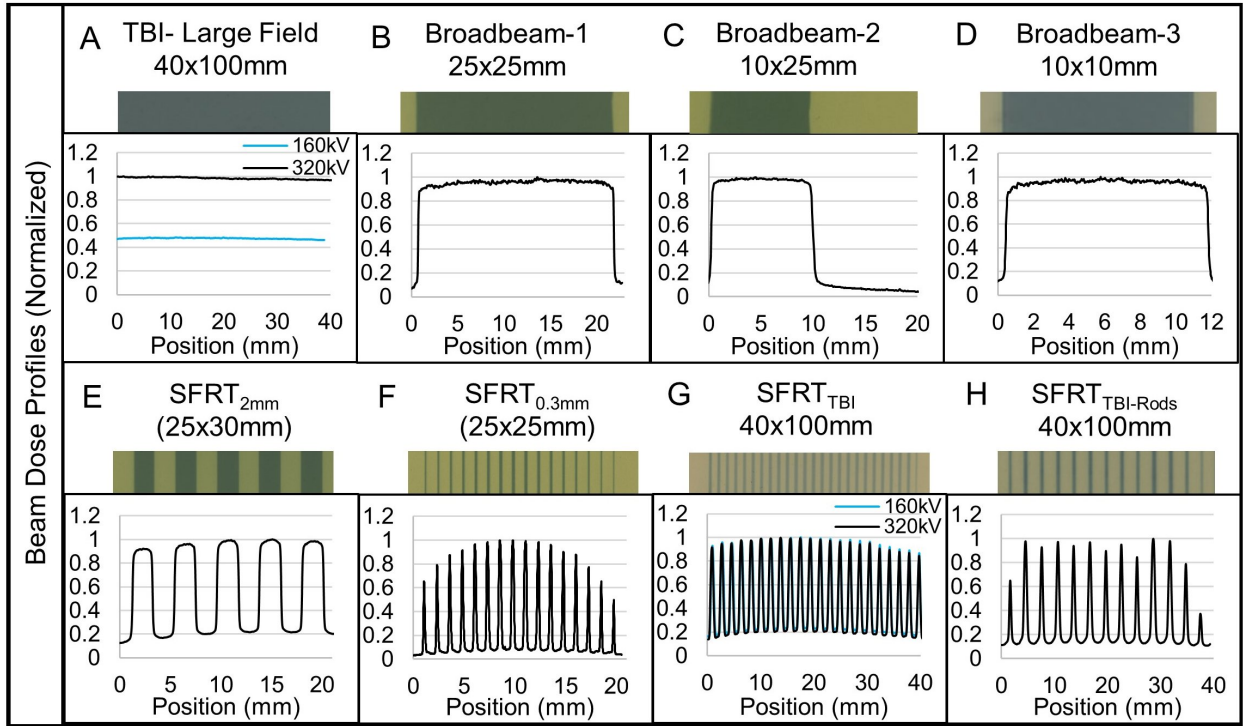 Beam Dose Profiles (Normalized)
A TBI- Large Field
40x100mm
160kV
320kV
1.2
1
0.8
0.6
0.4
0.2
0
0 10 20 30 40
Position (mm)
B Broadbeam-1
25x25mm
1.2
1
0.8
0.6
0.4
0.2
0
0 5 10 15 20
Position (mm)
C Broadbeam-2
10x25mm
1.2
1
0.8
0.6
0.4
0.2
0
0 5 10 15 20
Position (mm)
D Broadbeam-3
10x10mm
1.2
1
0.8
0.6
0.4
0.2
0
0 2 4 6 8 10 12
Position (mm)
E SFRT2mm
(25x30mm)
1.2
1
0.8
0.6
0.4
0.2
0
0 5 10 15 20
Position (mm)
F SFRT0.3mm
(25x25mm)
1.2
1
0.8
0.6
0.4
0.2
0
0 5 10 15 20
Position (mm)
G SFRTTBI
40x100mm
160kV
320kV
1.2
1
0.8
0.6
0.4
0.2
0
0 10 20 30 40
Position (mm)
H SFRTTBI-Rods
40x100mm
1.2
1
0.8
0.6
0.4
0.2
0
0 10 20 30 40
Position (mm)